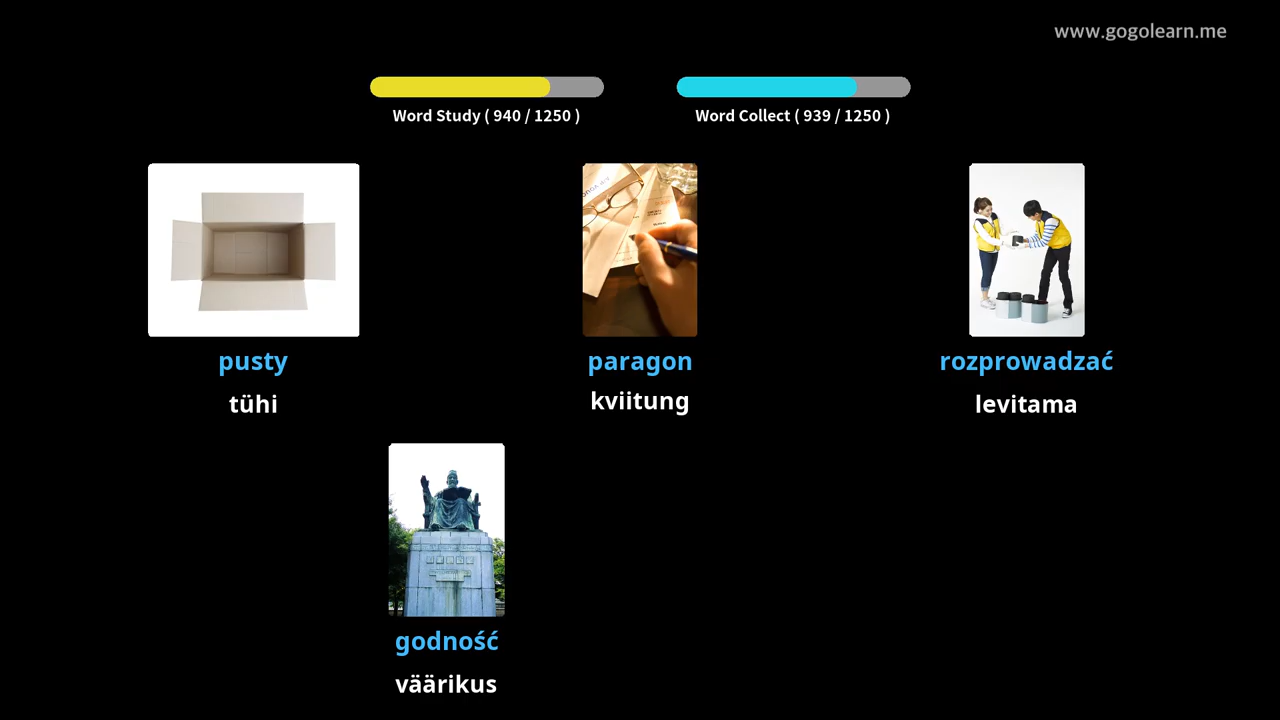 www.gogolearn.me
Word Study ( 940 / 1250 )
Word Collect ( 939 / 1250 )
pusty
paragon
rozprowadzać
tühi
kviitung
levitama
godność
väärikus